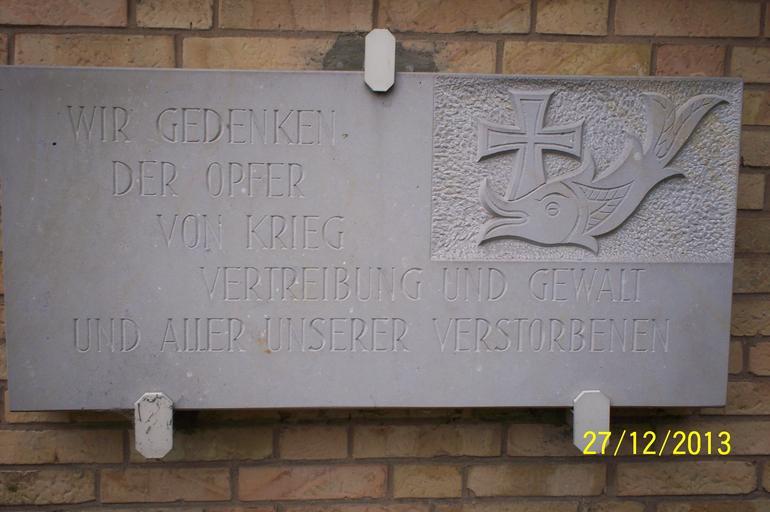 WIR GEDENKEN
DER OPFER
VON KRIEG
VERTREIBUNG UND GEWALT
UND ALLER UNSERER VERSTORBENEN
27/12/2013